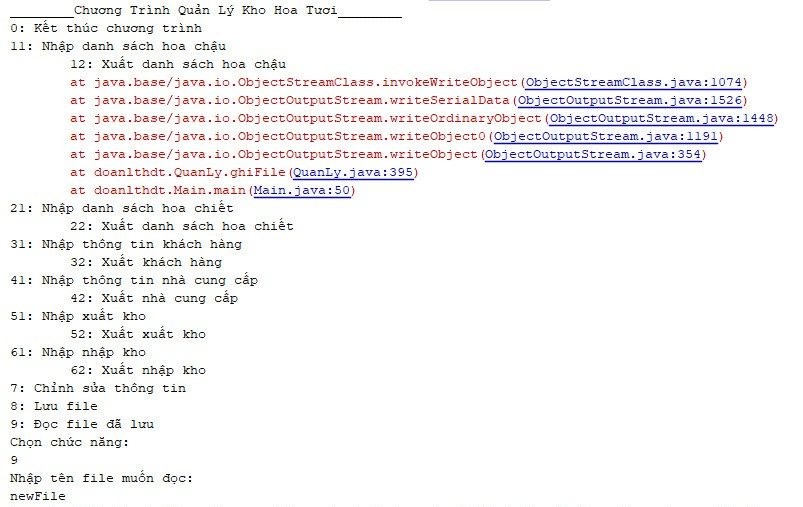 ________Chương Trình Quản Lý Kho Hoa Tươi________
0: Kết thúc chương trình
11: Nhập danh sách hoa chậu
        12: Xuất danh sách hoa chậu
        at java.base/java.io.ObjectStreamClass.invokeWriteObject(ObjectStreamClass.java:1074)
        at java.base/java.io.ObjectOutputStream.writeSerialData(ObjectOutputStream.java:1526)
        at java.base/java.io.ObjectOutputStream.writeOrdinaryObject(ObjectOutputStream.java:1448)
        at java.base/java.io.ObjectOutputStream.writeObject0(ObjectOutputStream.java:1191)
        at java.base/java.io.ObjectOutputStream.writeObject(ObjectOutputStream.java:354)
        at doanlthdt.QuanLy.ghiFile(QuanLy.java:395)
        at doanlthdt.Main.main(Main.java:50)
21: Nhập danh sách hoa chiết
        22: Xuất danh sách hoa chiết
31: Nhập thông tin khách hàng
        32: Xuất khách hàng
41: Nhập thông tin nhà cung cấp
        42: Xuất nhà cung cấp
51: Nhập xuất kho
        52: Xuất xuất kho
61: Nhập nhập kho
        62: Xuất nhập kho
7: Chỉnh sửa thông tin
8: Lưu file
9: Đọc file đã lưu
Chọn chức năng:
9
Nhập tên file muốn đọc:
newFile